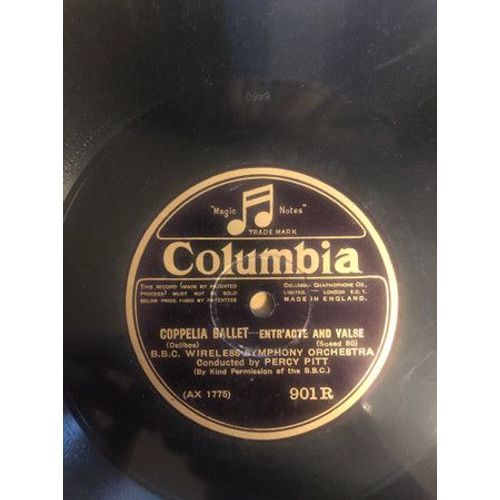 "Magic Notes"
TRADE MARK
Columbia
THIS RECORD (MADE BY PATENTED
PROCESS) MUST NOT BE SOLD
BELOW PRICE FIXED BY PATENTEES
COLUMBIA GRAPHOPHONE CO.,
LIMITED. — LONDON E.C.1.
MADE IN ENGLAND.
COPPELIA BALLET—ENTR'ACTE AND VALSE
(Delibes) (Speed 80)
B.B.C. WIRELESS SYMPHONY ORCHESTRA
Conducted by PERCY PITT
(By Kind Permission of the B.B.C.)
(AX 1775) 901R